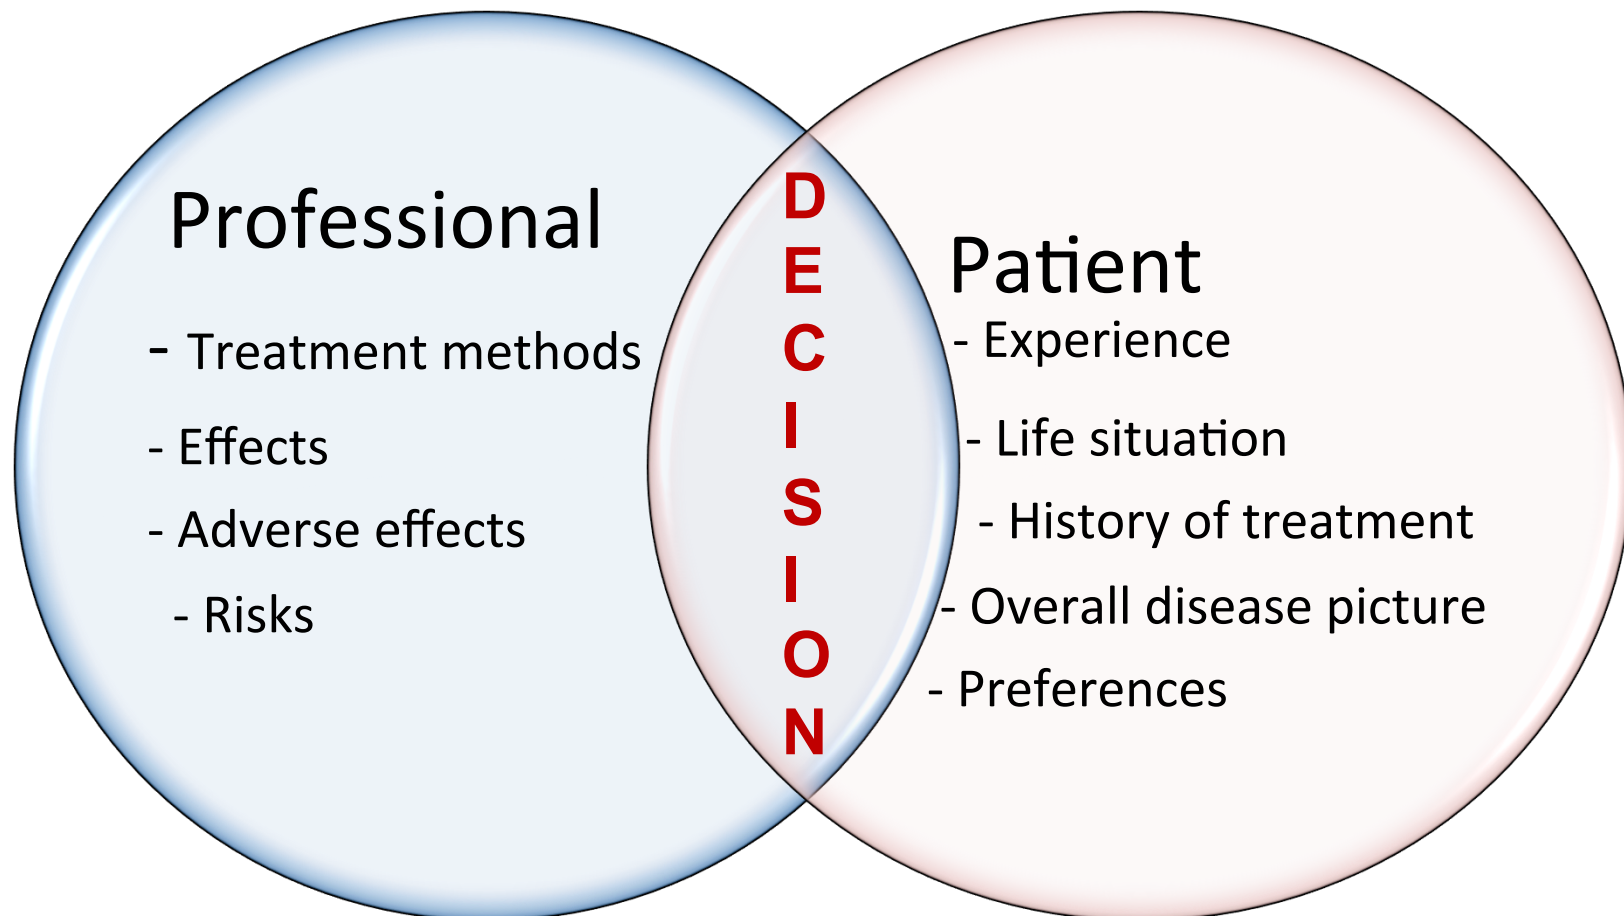 Professional
- Treatment methods
- Effects
- Adverse effects
- Risks
D
E
C
I
S
I
O
N
Patient
- Experience
- Life situation
- History of treatment
- Overall disease picture
- Preferences